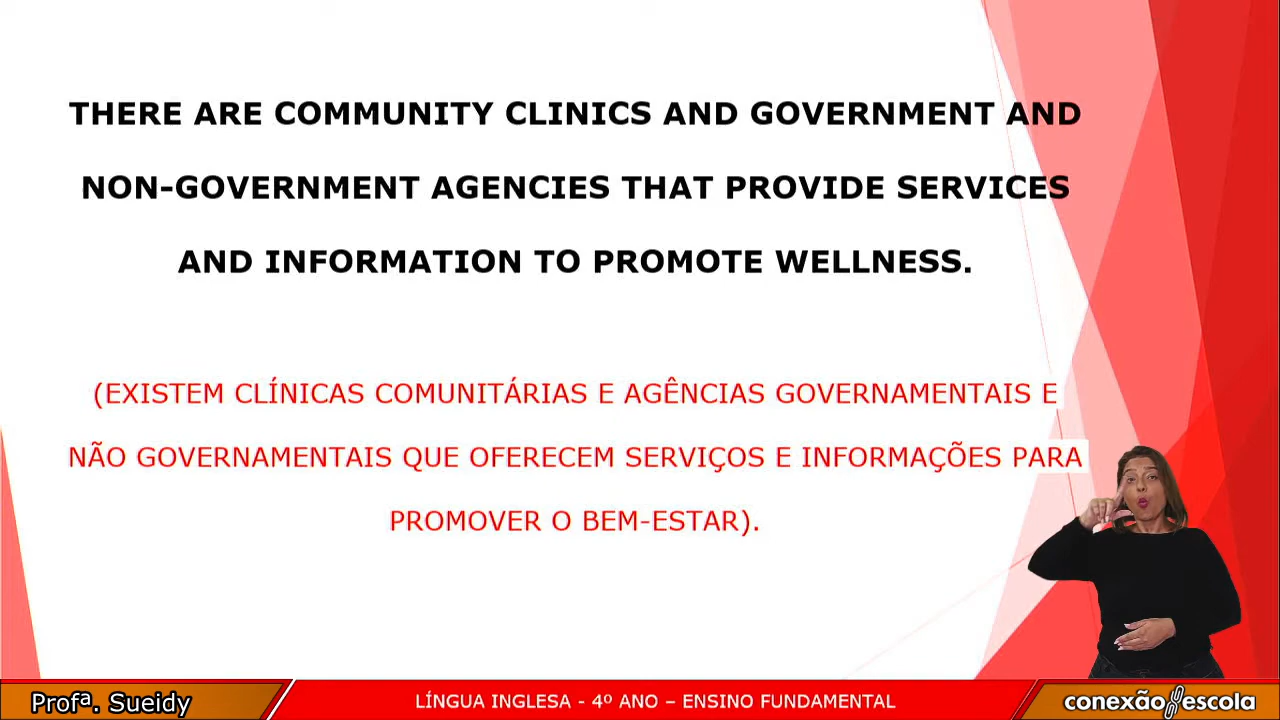 THERE ARE COMMUNITY CLINICS AND GOVERNMENT AND
NON-GOVERNMENT AGENCIES THAT PROVIDE SERVICES
AND INFORMATION TO PROMOTE WELLNESS.
(EXISTEM CLÍNICAS COMUNITÁRIAS E AGÊNCIAS GOVERNAMENTAIS E
NÃO GOVERNAMENTAIS QUE OFERECEM SERVIÇOS E INFORMAÇÕES PARA
PROMOVER O BEM-ESTAR).
Profª. Sueidy
LÍNGUA INGLESA - 4º ANO – ENSINO FUNDAMENTAL
conexão escola